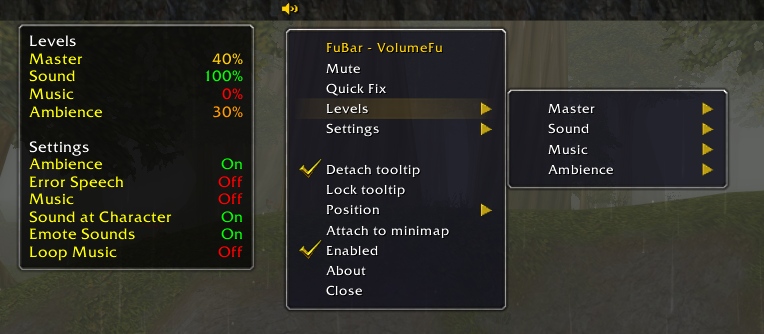 Levels
Master 40%
Sound 100%
Music 0%
Ambience 30%
Settings
Ambience On
Error Speech Off
Music Off
Sound at Character On
Emote Sounds On
Loop Music Off
FuBar - VolumeFu
Mute
Quick Fix
Levels
Settings
Detach tooltip
Lock tooltip
Position
Attach to minimap
Enabled
About
Close
Master
Sound
Music
Ambience